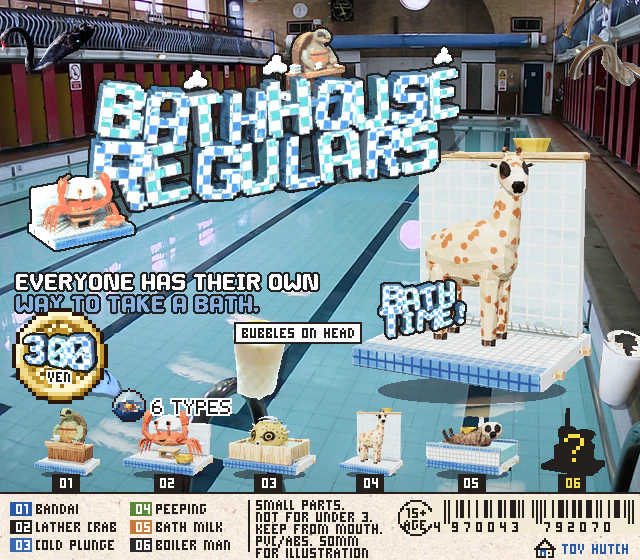 BATHHOUSE
REGULARS
EVERYONE HAS THEIR OWN
WAY TO TAKE A BATH.
300
YEN
BATH
TIME!
BUBBLES ON HEAD
6 TYPES
01
02
03
04
05
?
06
01 BANDAI
02 LATHER CRAB
03 COLD PLUNGE
04 PEEPING
05 BATH MILK
06 BOILER MAN
SMALL PARTS.
NOT FOR UNDER 3.
KEEP FROM MOUTH.
PVC/ABS. 50MM
FOR ILLUSTRATION
15+
AGE
4 970043 792070
TOY HUTCH